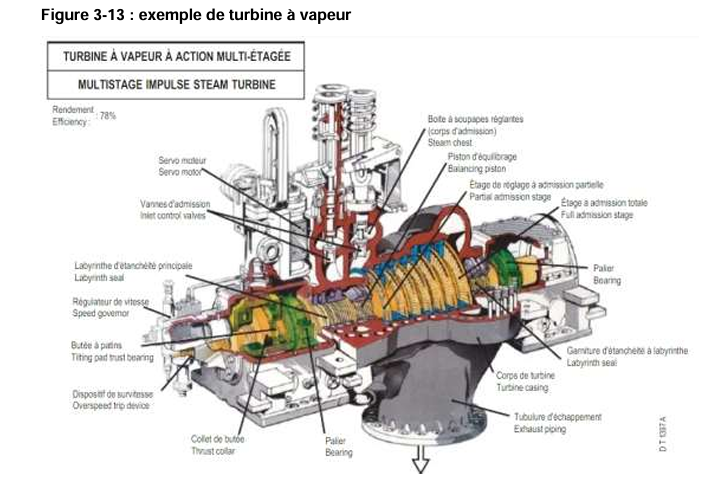 Figure 3-13 : exemple de turbine à vapeur
TURBINE À VAPEUR À ACTION MULTI-ÉTAGÉE
MULTISTAGE IMPULSE STEAM TURBINE
Rendement
Efficiency : 78%
Boite à soupapes réglantes
(corps d'admission)
Steam chest
Piston d'équilibrage
Balancing piston
Servo moteur
Servo motor
Étage de réglage à admission partielle
Partial admission stage
Vannes d'admission
Inlet control valves
Étage à admission totale
Full admission stage
Labyrinthe d'étanchéité principale
Labyrinth seal
Palier
Bearing
Régulateur de vitesse
Speed governor
Butée à patins
Tilting pad trust bearing
Garniture d'étanchéité à labyrinthe
Labyrinth seal
Corps de turbine
Turbine casing
Dispositif de survitesse
Overspeed trip device
Tubulure d'échappement
Exhaust piping
Collet de butée
Thrust collar
Palier
Bearing
D T 1397 A